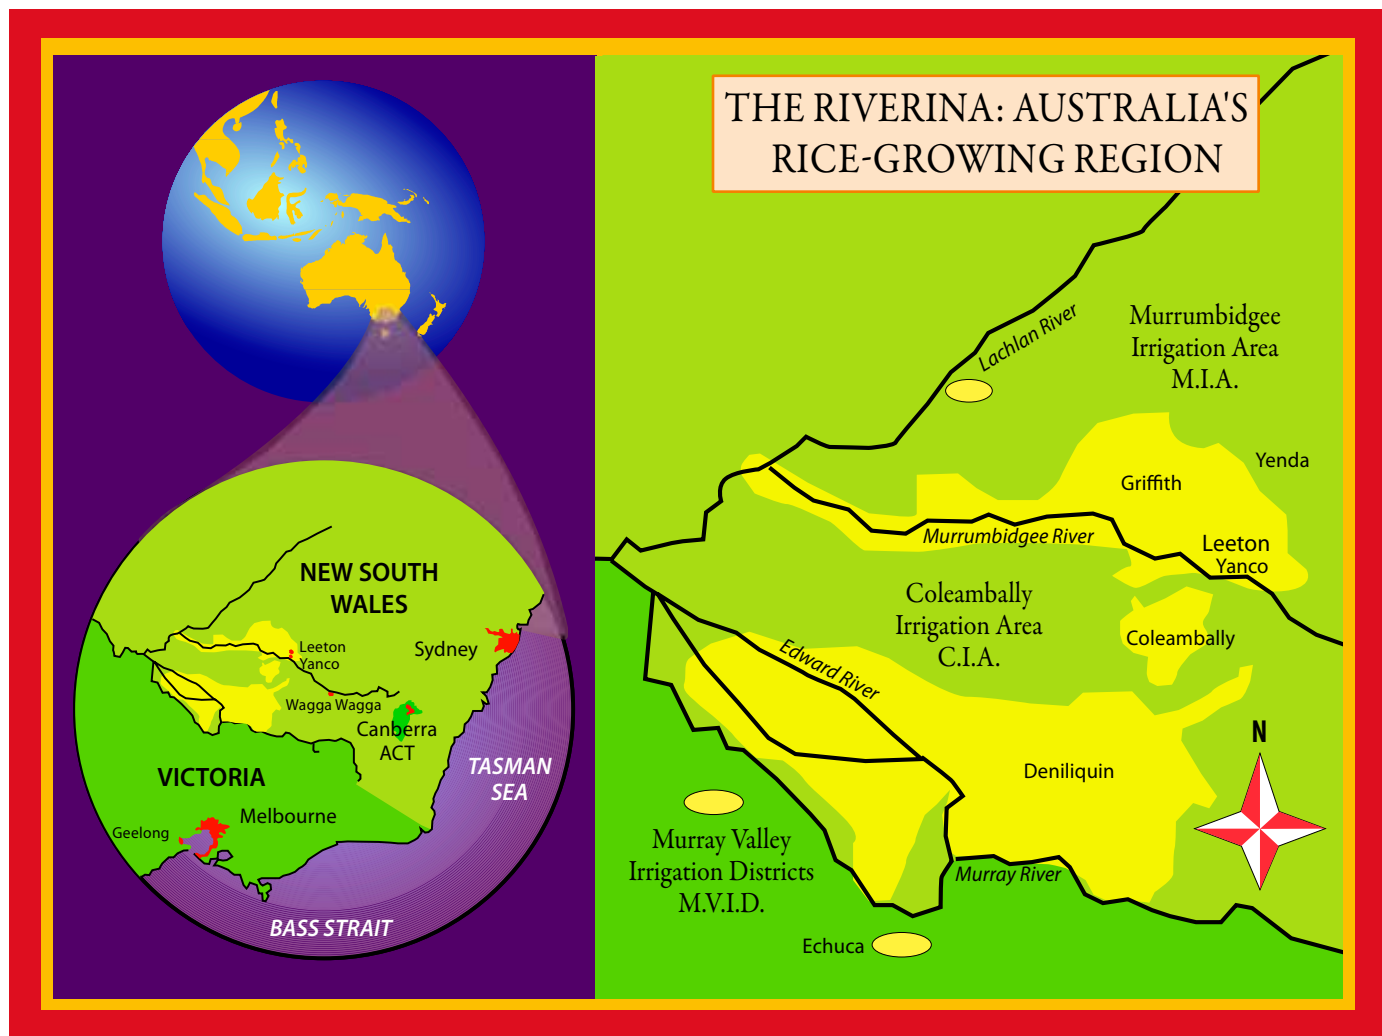 THE RIVERINA: AUSTRALIA'S
RICE-GROWING REGION
Lachlan River
Murrumbidgee
Irrigation Area
M.I.A.
Yenda
Griffith
Murrumbidgee River
Leeton
Yanco
Coleambally
Irrigation Area
C.I.A.
Coleambally
Edward River
N
Deniliquin
Murray Valley
Irrigation Districts
M.V.I.D.
Murray River
Echuca
NEW SOUTH
WALES
Leeton
Yanco
Sydney
Wagga Wagga
Canberra
ACT
VICTORIA
TASMAN
SEA
Melbourne
Geelong
BASS STRAIT